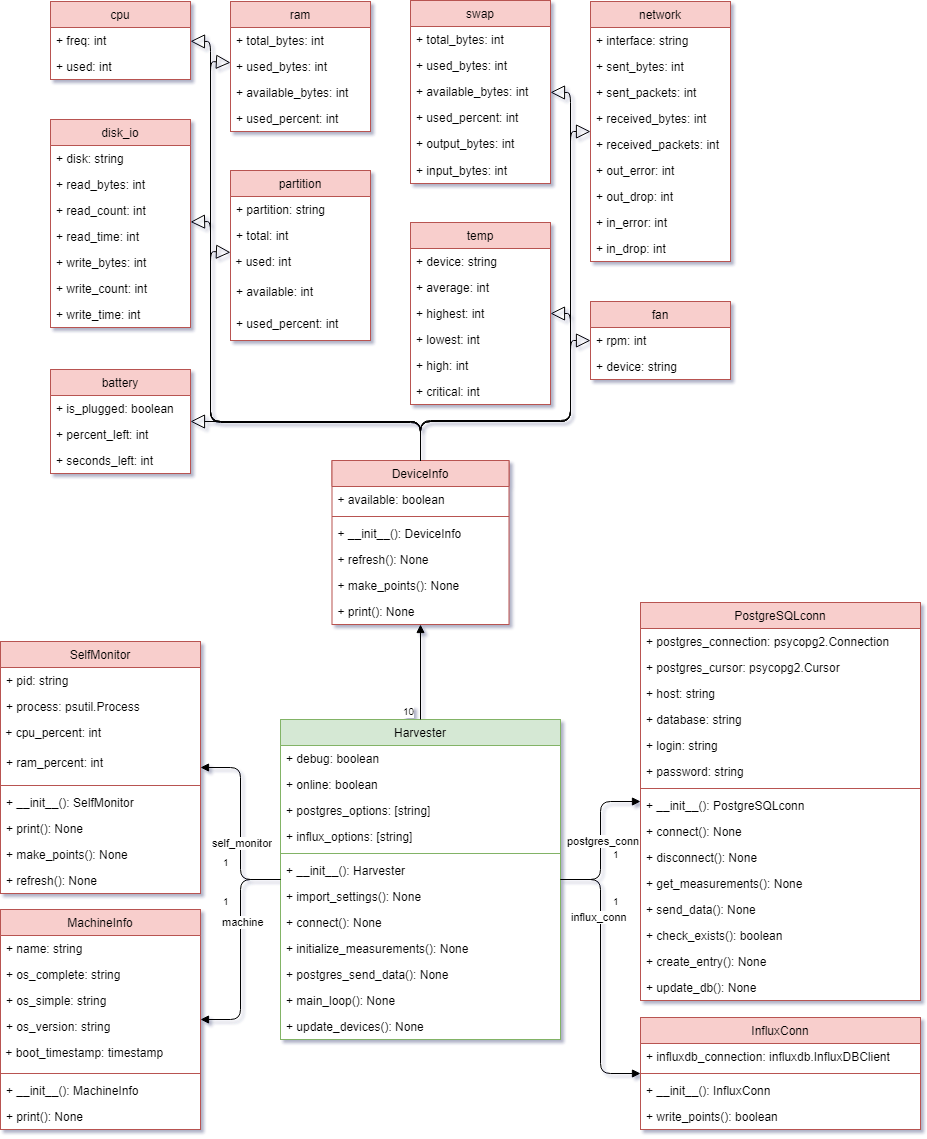 cpu
+ freq: int
+ used: int
ram
+ total_bytes: int
+ used_bytes: int
+ available_bytes: int
+ used_percent: int
swap
+ total_bytes: int
+ used_bytes: int
+ available_bytes: int
+ used_percent: int
+ output_bytes: int
+ input_bytes: int
network
+ interface: string
+ sent_bytes: int
+ sent_packets: int
+ received_bytes: int
+ received_packets: int
+ out_error: int
+ out_drop: int
+ in_error: int
+ in_drop: int
disk_io
+ disk: string
+ read_bytes: int
+ read_count: int
+ read_time: int
+ write_bytes: int
+ write_count: int
+ write_time: int
partition
+ partition: string
+ total: int
+ used: int
+ available: int
+ used_percent: int
temp
+ device: string
+ average: int
+ highest: int
+ lowest: int
+ high: int
+ critical: int
fan
+ rpm: int
+ device: string
battery
+ is_plugged: boolean
+ percent_left: int
+ seconds_left: int
DeviceInfo
+ available: boolean
+ __init__(): DeviceInfo
+ refresh(): None
+ make_points(): None
+ print(): None
10
SelfMonitor
+ pid: string
+ process: psutil.Process
+ cpu_percent: int
+ ram_percent: int
+ __init__(): SelfMonitor
+ print(): None
+ make_points(): None
+ refresh(): None
self_monitor
1
Harvester
+ debug: boolean
+ online: boolean
+ postgres_options: [string]
+ influx_options: [string]
+ __init__(): Harvester
+ import_settings(): None
+ connect(): None
+ initialize_measurements(): None
+ postgres_send_data(): None
+ main_loop(): None
+ update_devices(): None
postgres_conn
1
PostgreSQLconn
+ postgres_connection: psycopg2.Connection
+ postgres_cursor: psycopg2.Cursor
+ host: string
+ database: string
+ login: string
+ password: string
+ __init__(): PostgreSQLconn
+ connect(): None
+ disconnect(): None
+ get_measurements(): None
+ send_data(): None
+ check_exists(): boolean
+ create_entry(): None
+ update_db(): None
1
machine
MachineInfo
+ name: string
+ os_complete: string
+ os_simple: string
+ os_version: string
+ boot_timestamp: timestamp
+ __init__(): MachineInfo
+ print(): None
1
influx_conn
InfluxConn
+ influxdb_connection: influxdb.InfluxDBClient
+ __init__(): InfluxConn
+ write_points(): boolean